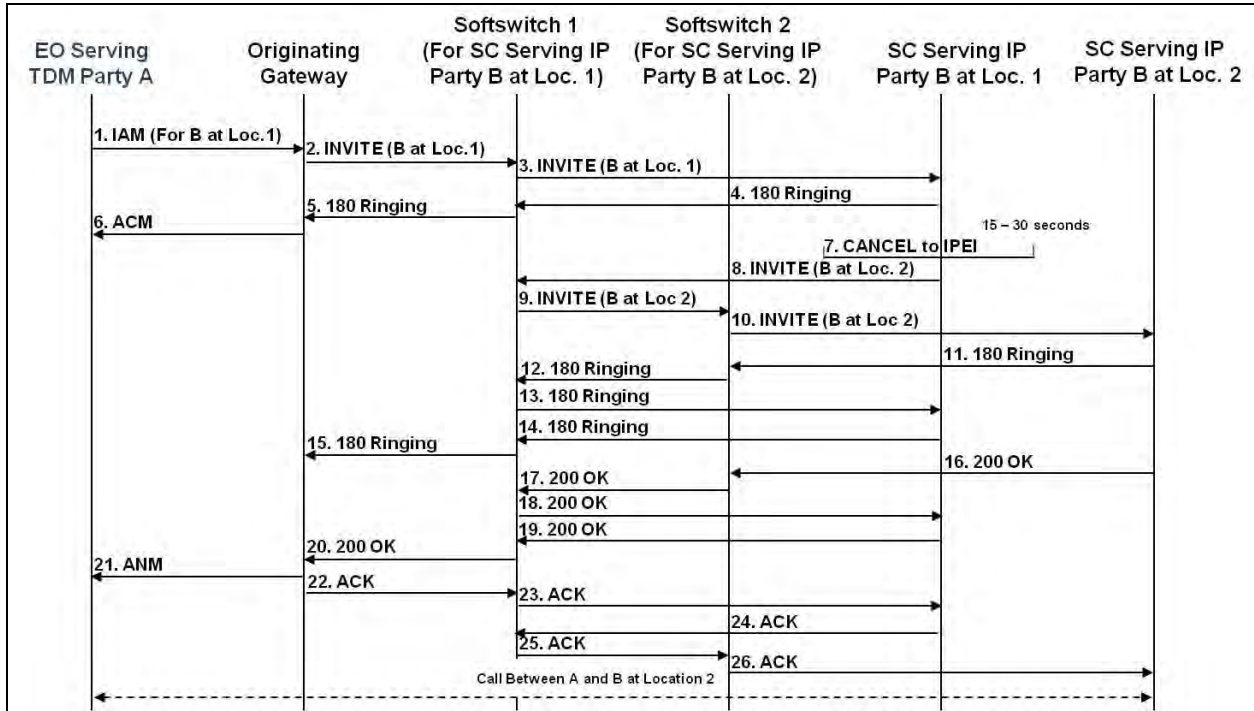 EO Serving
TDM Party A
Originating
Gateway
Softswitch 1
(For SC Serving IP
Party B at Loc. 1)
Softswitch 2
(For SC Serving IP
Party B at Loc. 2)
SC Serving IP
Party B at Loc. 1
SC Serving IP
Party B at Loc. 2
1. IAM (For B at Loc.1)
2. INVITE (B at Loc.1)
3. INVITE (B at Loc. 1)
4. 180 Ringing
5. 180 Ringing
6. ACM
15 – 30 seconds
7. CANCEL to IPEI
8. INVITE (B at Loc. 2)
9. INVITE (B at Loc 2)
10. INVITE (B at Loc 2)
11. 180 Ringing
12. 180 Ringing
13. 180 Ringing
14. 180 Ringing
15. 180 Ringing
16. 200 OK
17. 200 OK
18. 200 OK
19. 200 OK
20. 200 OK
21. ANM
22. ACK
23. ACK
24. ACK
25. ACK
26. ACK
Call Between A and B at Location 2